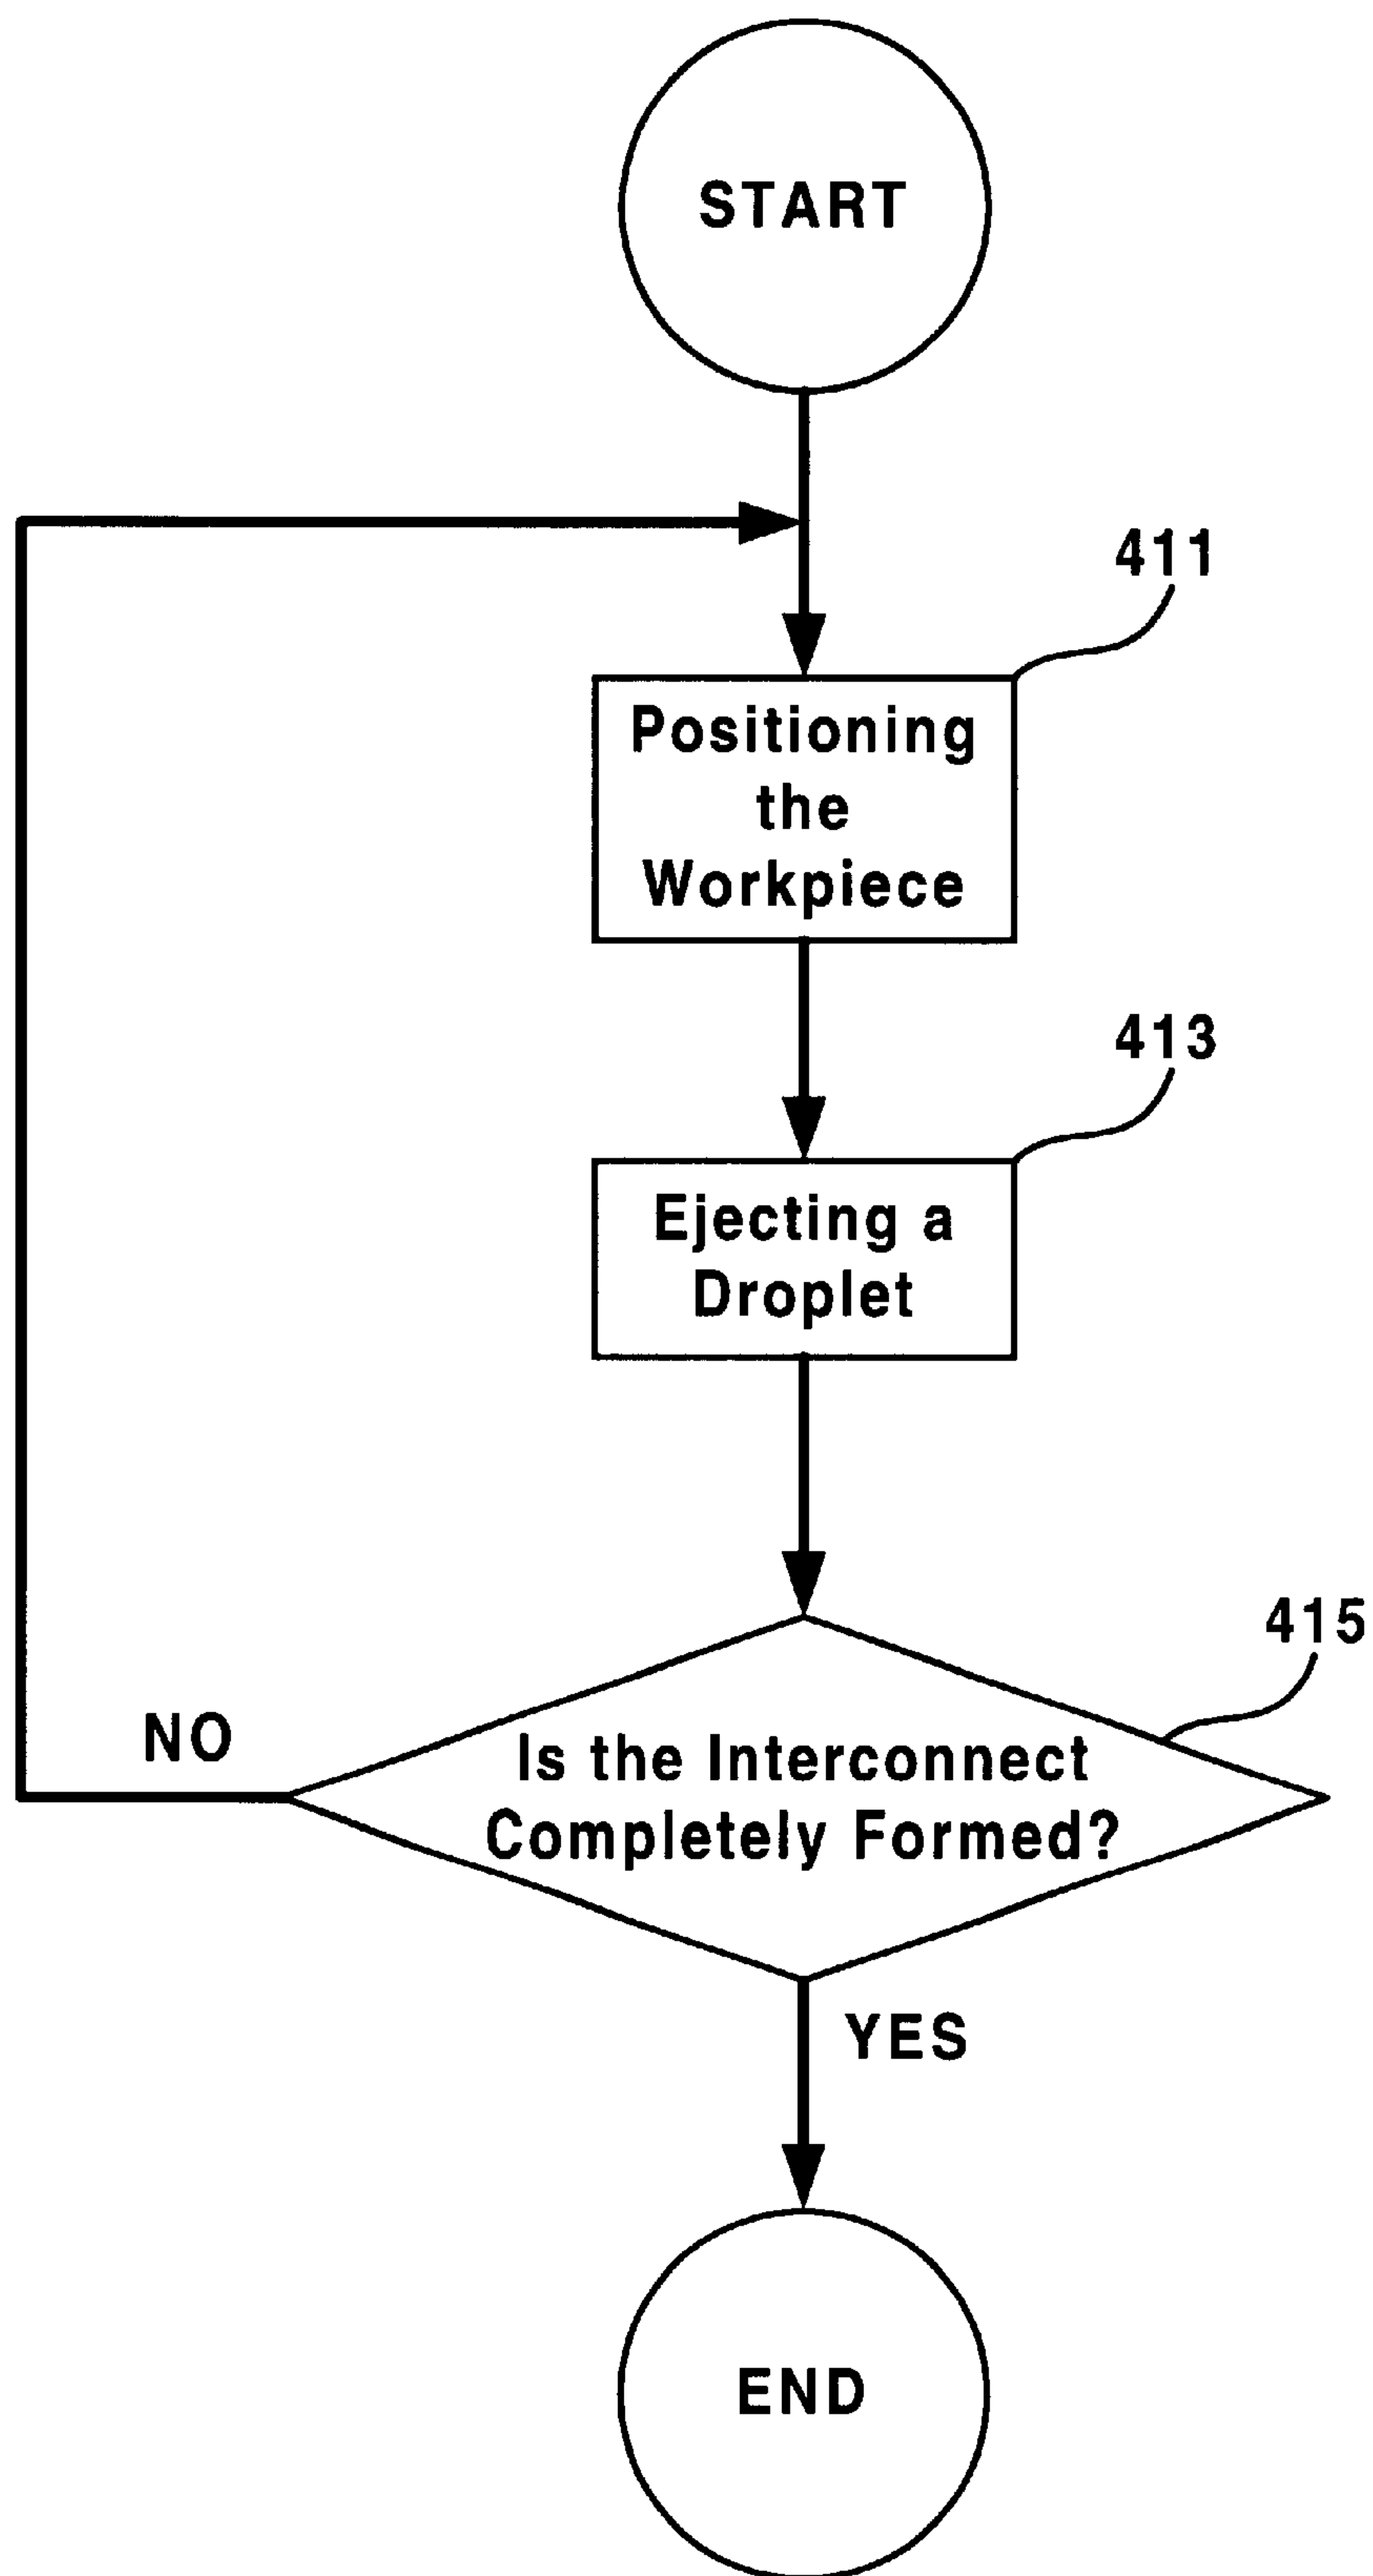 START
411
Positioning
the
Workpiece
413
Ejecting a
Droplet
415
NO
Is the Interconnect
Completely Formed?
YES
END